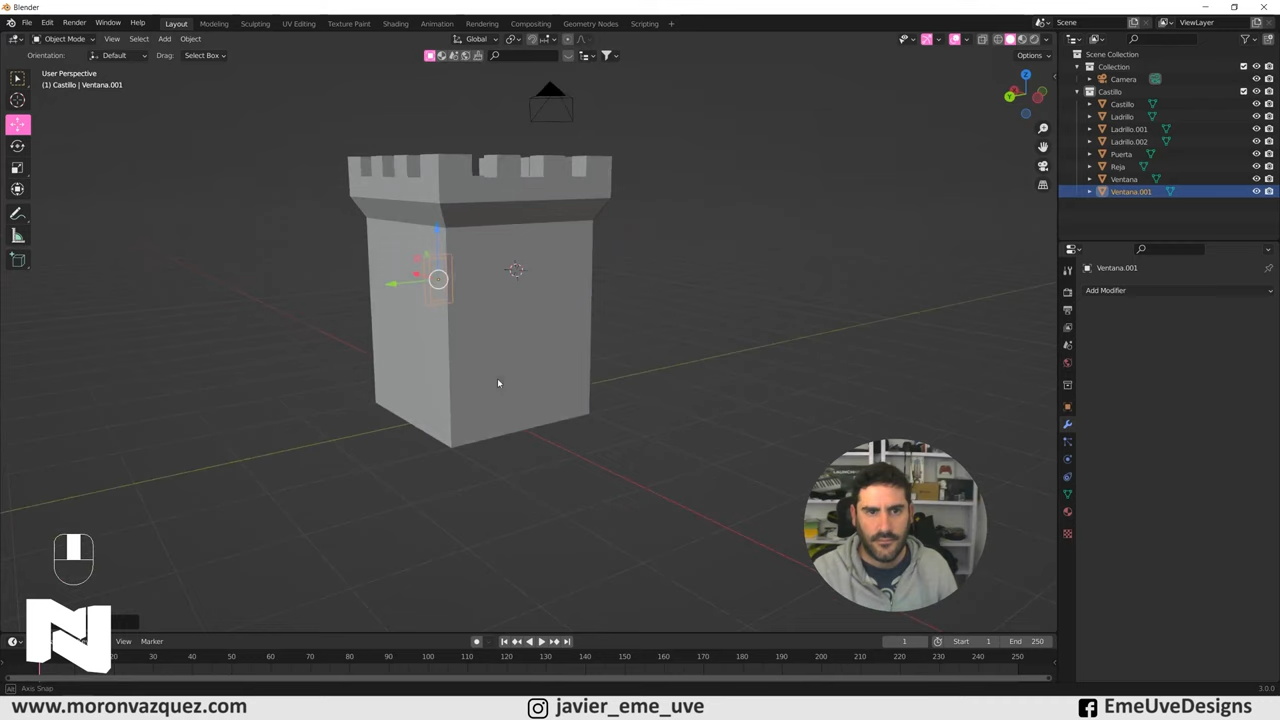 Blender
File Edit Render Window Help Layout Modeling Sculpting UV Editing Texture Paint Shading Animation Rendering Compositing Geometry Nodes Scripting + Scene ViewLayer
Object Mode View Select Add Object Global
Orientation: Default Drag: Select Box Options
User Perspective
(1) Castillo | Ventana.001
Scene Collection
Collection
Camera
Castillo
Castillo
Ladrillo
Ladrillo.001
Ladrillo.002
Puerta
Reja
Ventana
Ventana.001
Ventana.001
Add Modifier
X
Y
Z
N
View Marker 1 Start 1 End 250
20 30 40 50 60 70 80 90 100 110 120 130 140 150 160 170 180 190 200 210 220 230 240 250
Axis Snap 3.0.0
www.moronvazquez.com javier_eme_uve EmeUveDesigns